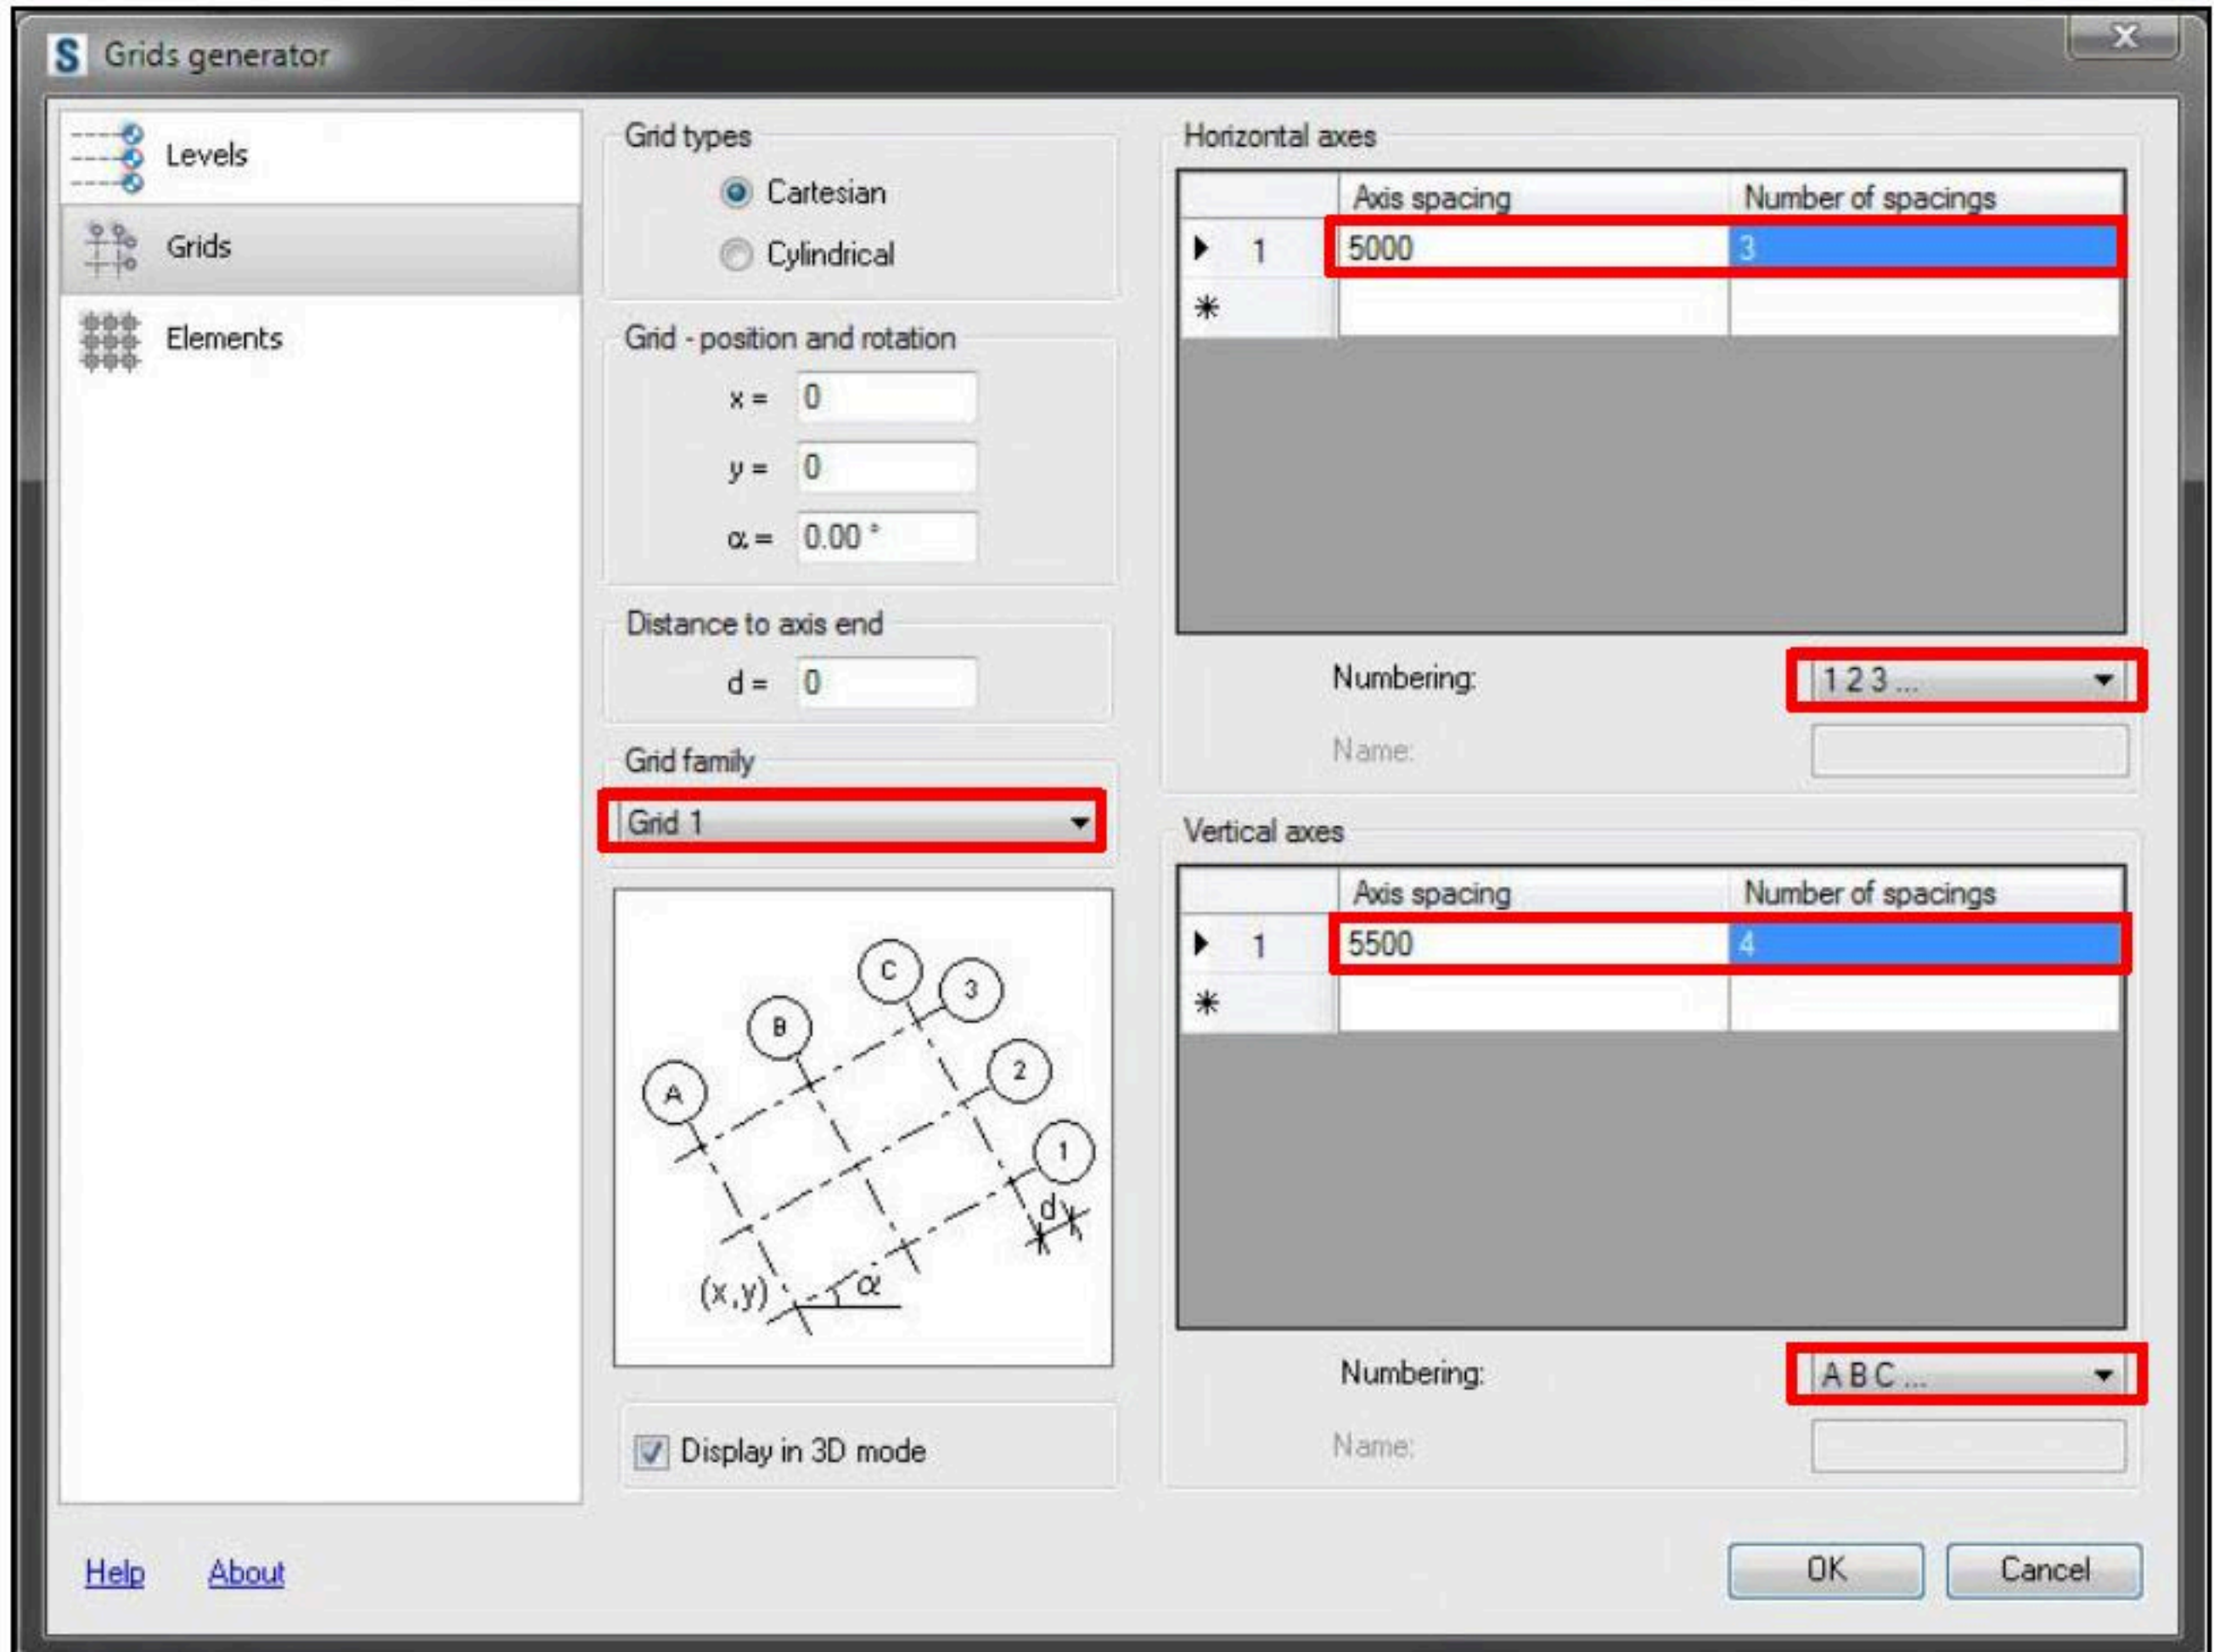 S Grids generator
X
Levels
Grids
Elements
Grid types
Cartesian
Cylindrical
Grid - position and rotation
x = 0
y = 0
α = 0.00 °
Distance to axis end
d = 0
Grid family
Grid 1
C
3
B
2
A
1
d
(x,y)
α
Display in 3D mode
Horizontal axes
Axis spacing Number of spacings
1 5000 3
*
Numbering: 1 2 3 ...
Name:
Vertical axes
Axis spacing Number of spacings
1 5500 4
*
Numbering: A B C ...
Name:
Help About
OK Cancel